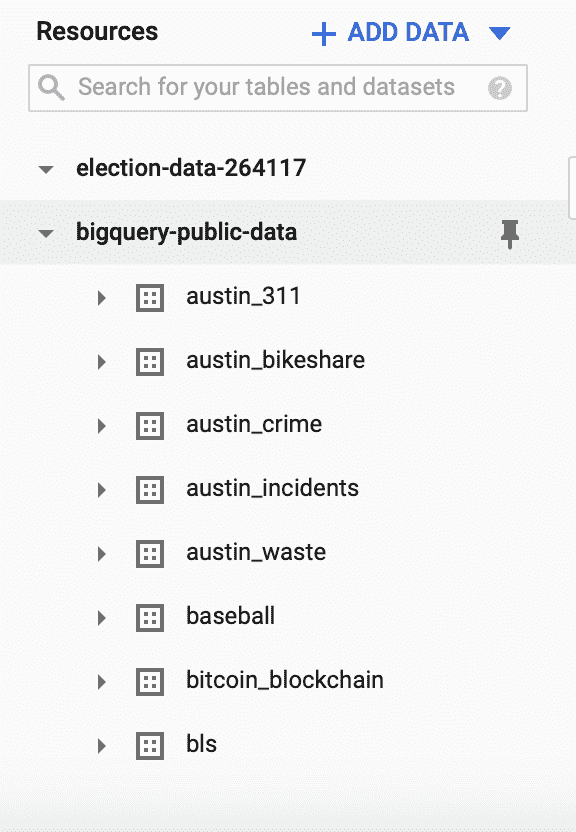 Resources
+ ADD DATA
Search for your tables and datasets ?
election-data-264117
bigquery-public-data
austin_311
austin_bikeshare
austin_crime
austin_incidents
austin_waste
baseball
bitcoin_blockchain
bls